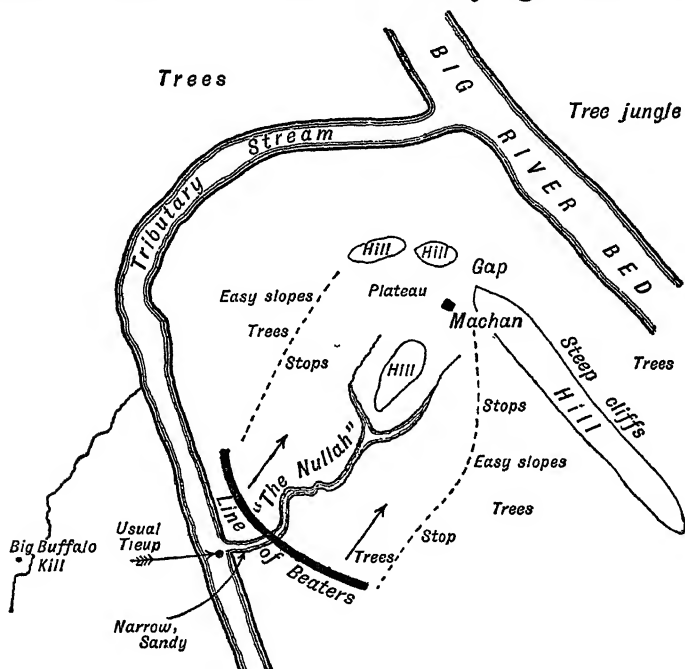 Trees
BIG RIVER BED
Tree jungle
Tributary Stream
Hill
Hill
Gap
Easy slopes
Plateau
Machan
Trees
Stops
Hill
Steep cliffs
Trees
Hill
Stops
"The Nullah"
Easy slopes
Trees
Line of Beaters
Stop
Trees
Usual
Tieup
Big Buffalo
Kill
Narrow,
Sandy